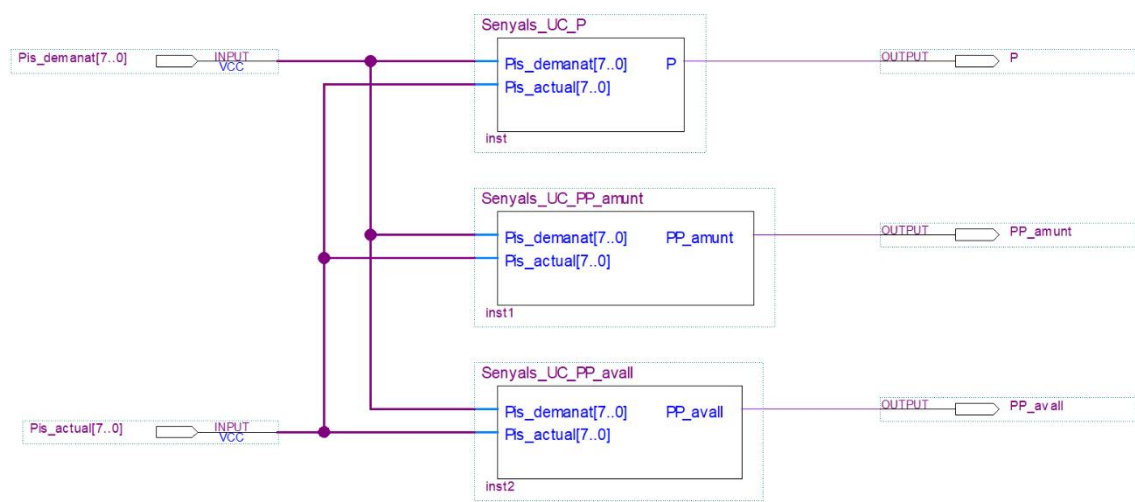 Senyals_UC_P
Pis_demanat[7..0] INPUT VCC
Pis_demanat[7..0] P
Pis_actual[7..0]
inst
OUTPUT P
Senyals_UC_PP_amunt
Pis_demanat[7..0] PP_amunt
Pis_actual[7..0]
inst1
OUTPUT PP_amunt
Senyals_UC_PP_avall
Pis_demanat[7..0] PP_avall
Pis_actual[7..0]
inst2
OUTPUT PP_avall
Pis_actual[7..0] INPUT VCC